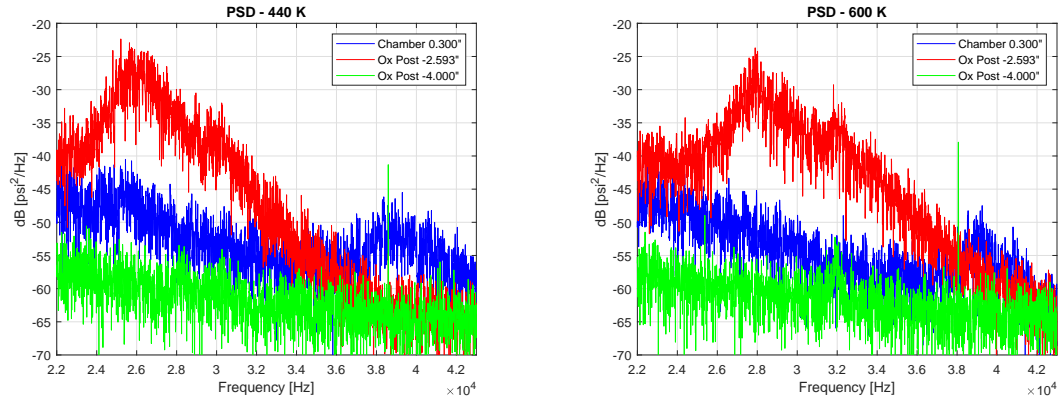 PSD - 440 K
dB [psi²/Hz]
-20
-25
-30
-35
-40
-45
-50
-55
-60
-65
-70
Chamber 0.300"
Ox Post -2.593"
Ox Post -4.000"
2.2 2.4 2.6 2.8 3 3.2 3.4 3.6 3.8 4 4.2
Frequency [Hz]
×10⁴
PSD - 600 K
dB [psi²/Hz]
-20
-25
-30
-35
-40
-45
-50
-55
-60
-65
-70
Chamber 0.300"
Ox Post -2.593"
Ox Post -4.000"
2.2 2.4 2.6 2.8 3 3.2 3.4 3.6 3.8 4 4.2
Frequency [Hz]
×10⁴